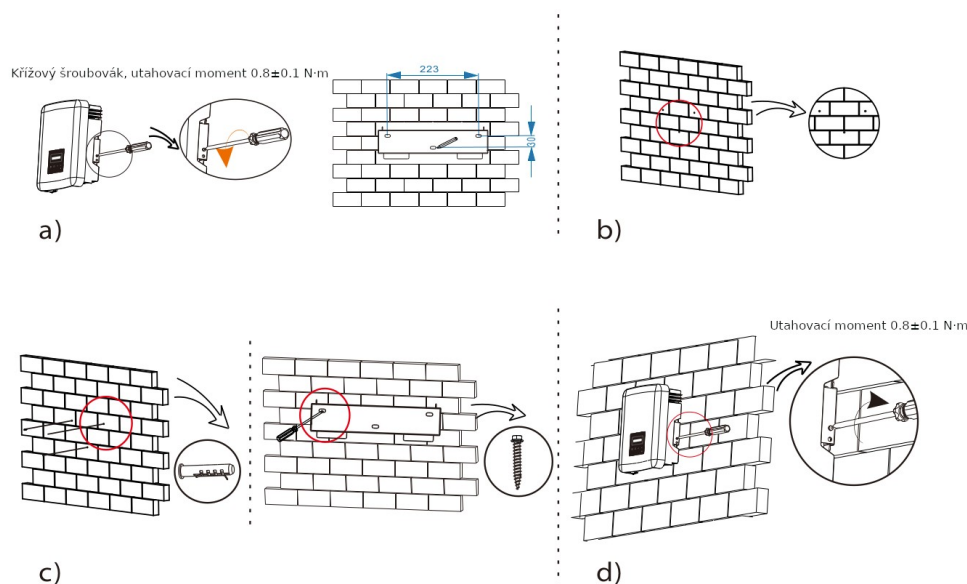 Křížový šroubovák, utahovací moment 0.8±0.1 N·m
223
30
a)
b)
Utahovací moment 0.8±0.1 N·m
c)
d)